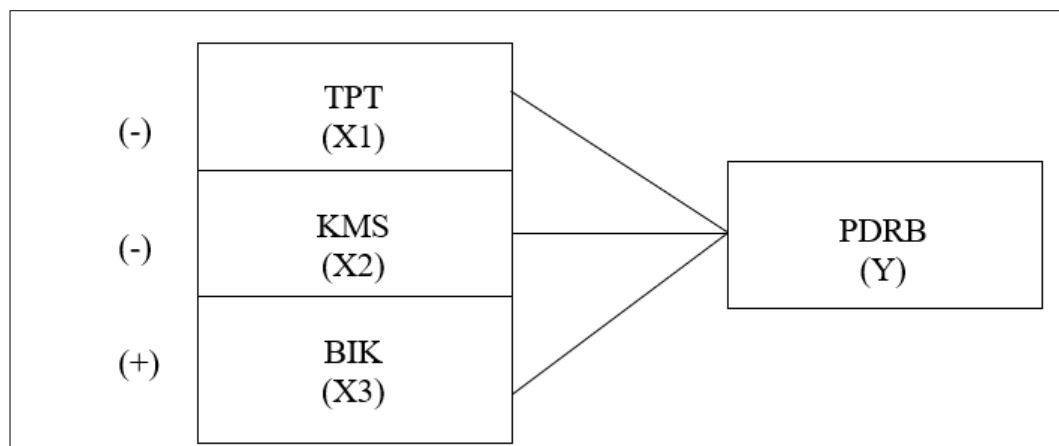 (-)
TPT
(X1)
(-)
KMS
(X2)
(+)
BIK
(X3)
PDRB
(Y)